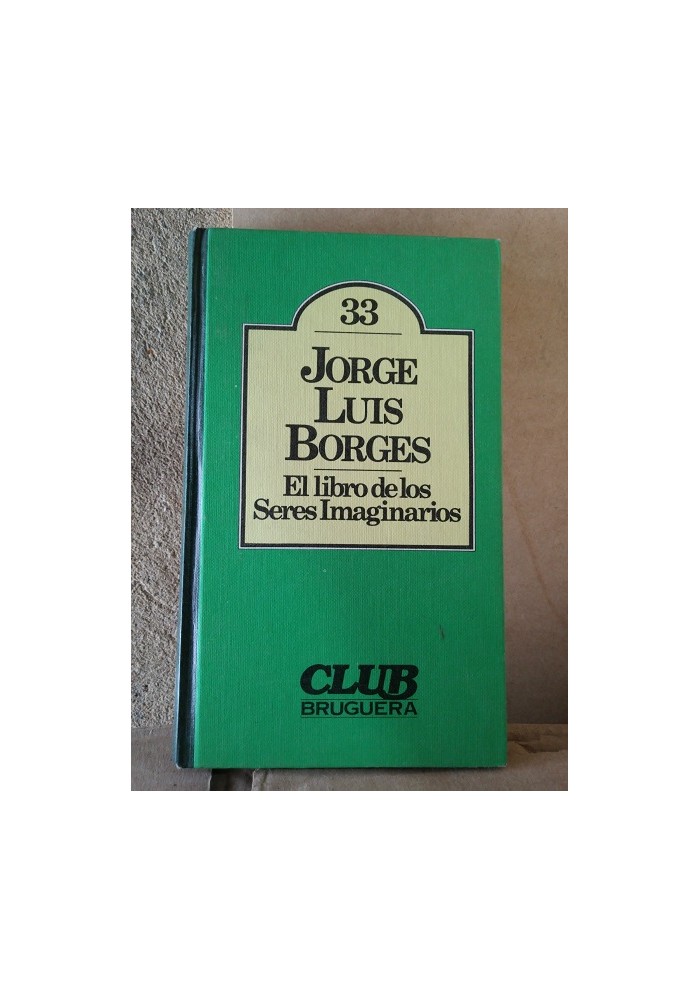 33
JORGE
LUIS
BORGES
El libro de los
Seres Imaginarios
CLUB
BRUGUERA